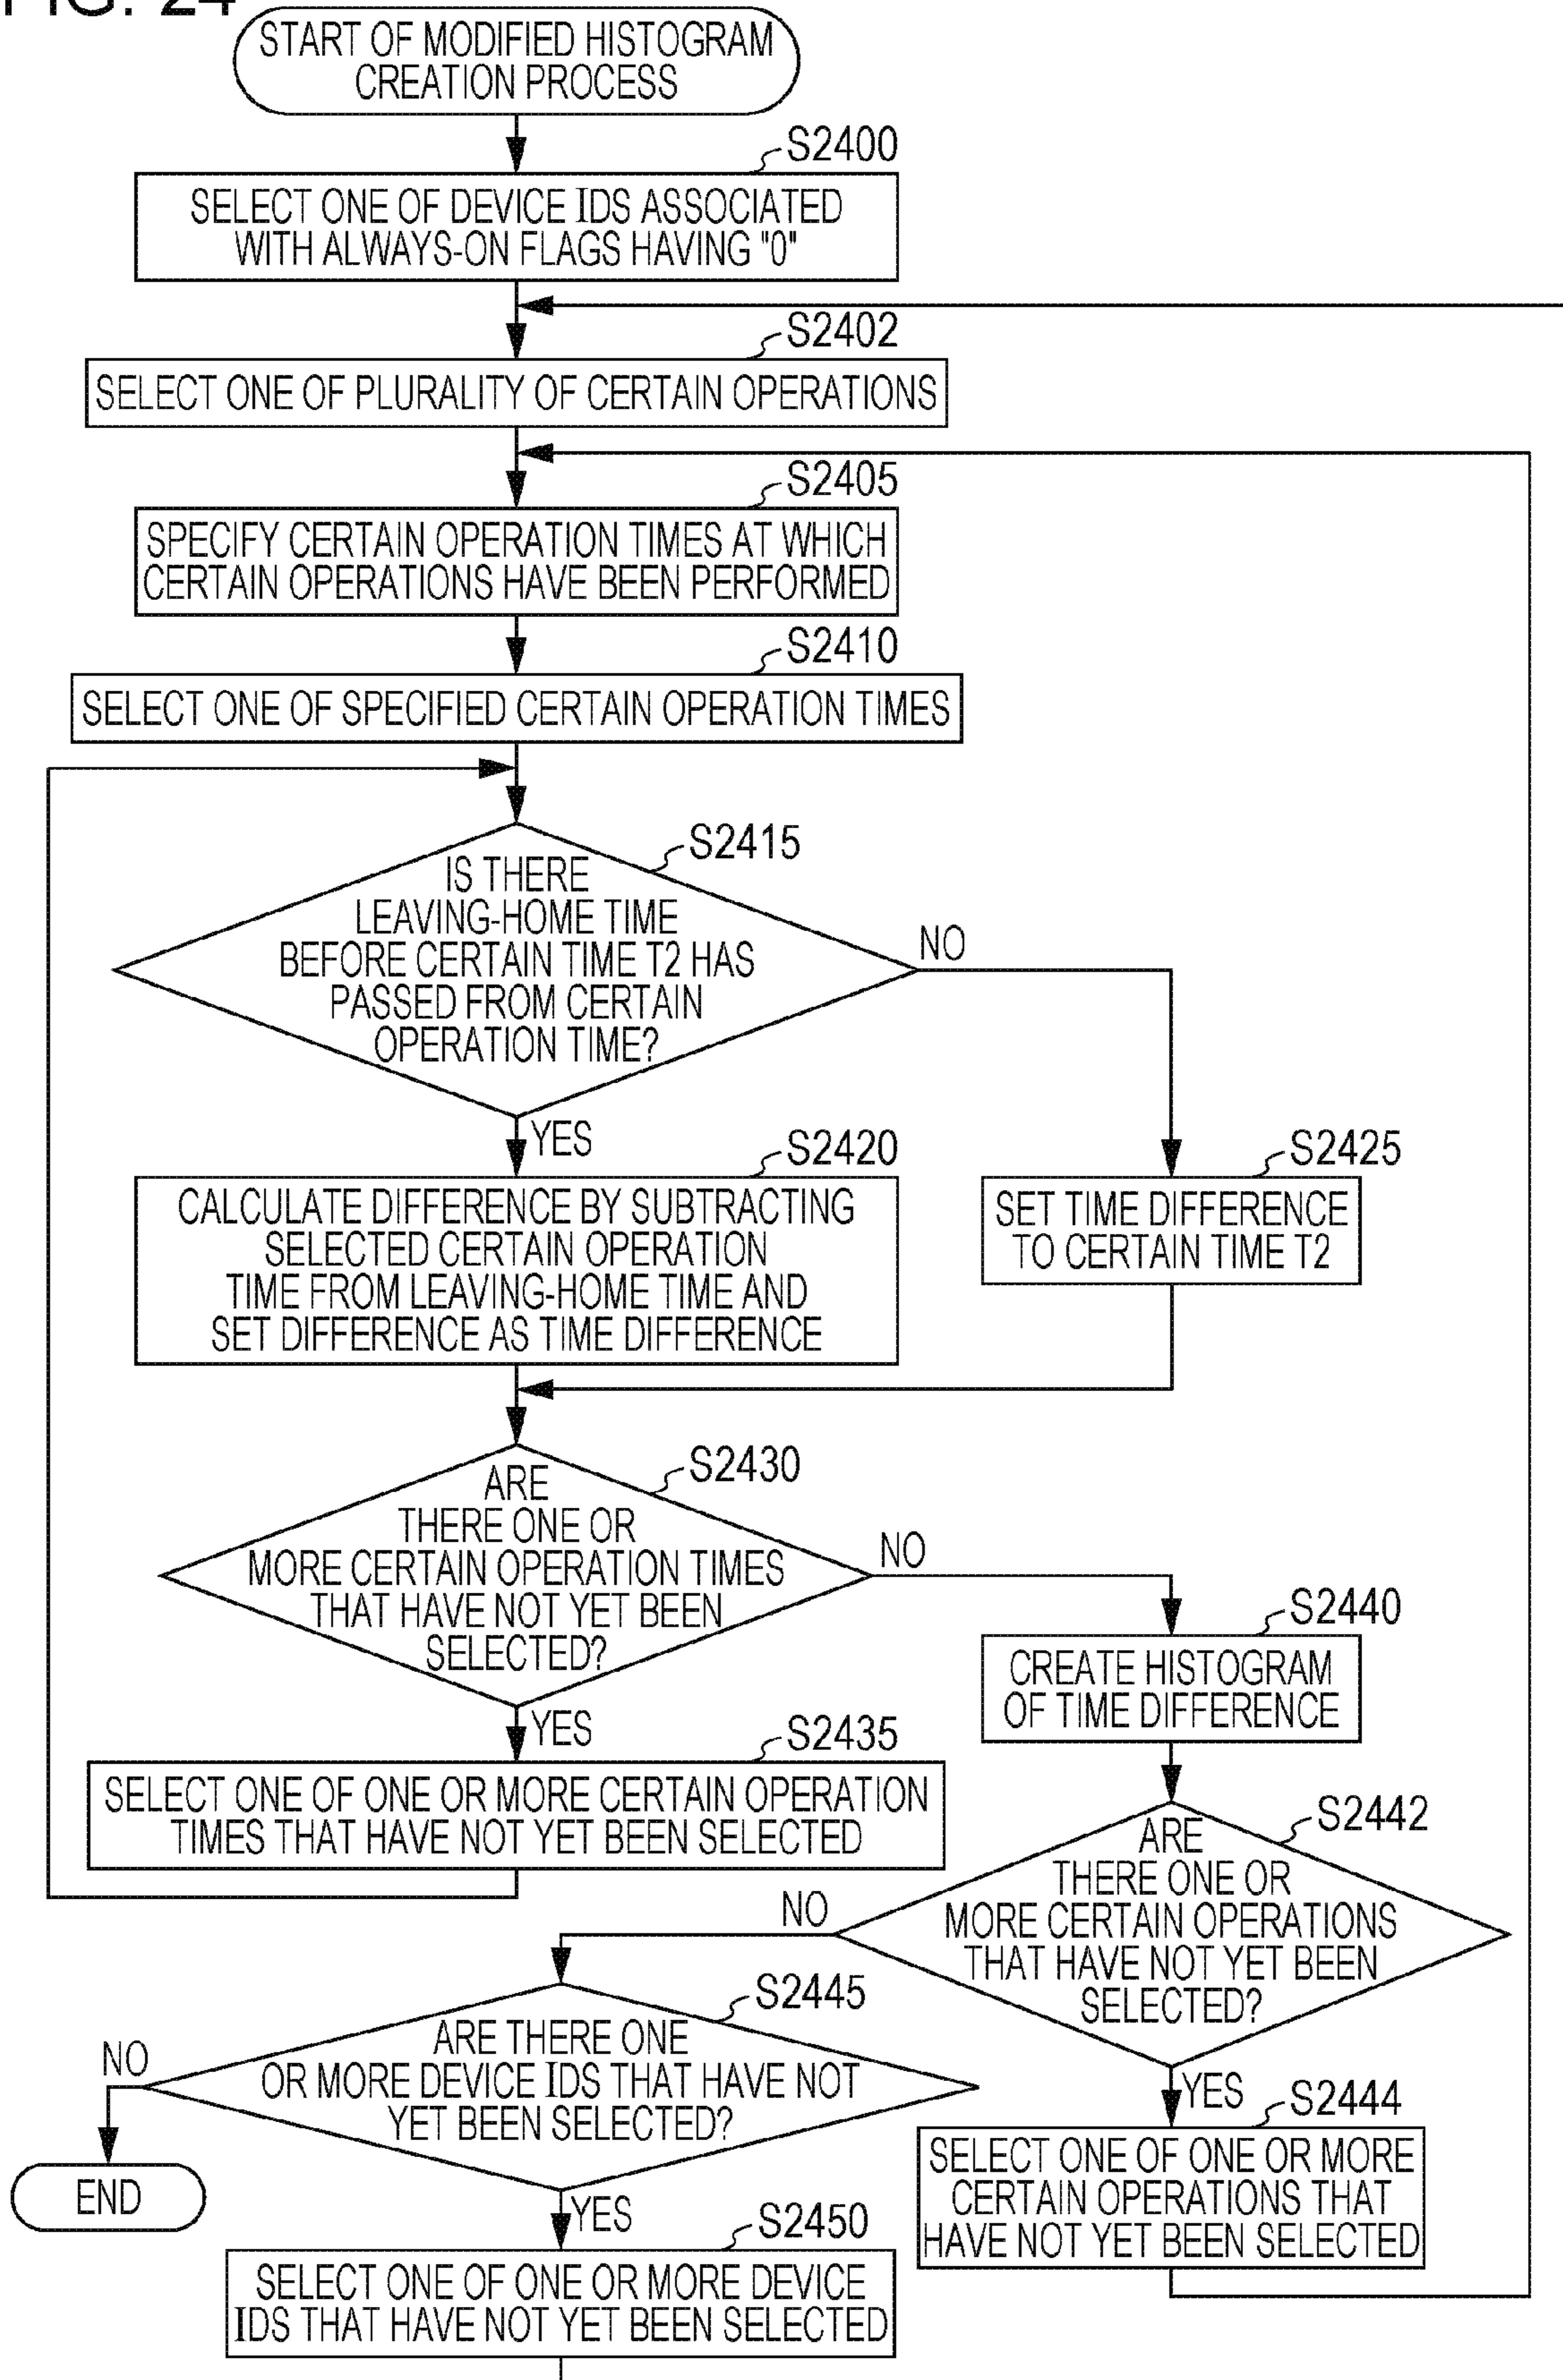 FIG. 24
START OF MODIFIED HISTOGRAM
CREATION PROCESS
S2400
SELECT ONE OF DEVICE IDS ASSOCIATED
WITH ALWAYS-ON FLAGS HAVING "0"
S2402
SELECT ONE OF PLURALITY OF CERTAIN OPERATIONS
S2405
SPECIFY CERTAIN OPERATION TIMES AT WHICH
CERTAIN OPERATIONS HAVE BEEN PERFORMED
S2410
SELECT ONE OF SPECIFIED CERTAIN OPERATION TIMES
S2415
IS THERE
LEAVING-HOME TIME
BEFORE CERTAIN TIME T2 HAS
PASSED FROM CERTAIN
OPERATION TIME?
NO
YES
S2420
CALCULATE DIFFERENCE BY SUBTRACTING
SELECTED CERTAIN OPERATION
TIME FROM LEAVING-HOME TIME AND
SET DIFFERENCE AS TIME DIFFERENCE
S2425
SET TIME DIFFERENCE
TO CERTAIN TIME T2
S2430
ARE
THERE ONE OR
MORE CERTAIN OPERATION TIMES
THAT HAVE NOT YET BEEN
SELECTED?
NO
YES
S2435
SELECT ONE OF ONE OR MORE CERTAIN OPERATION
TIMES THAT HAVE NOT YET BEEN SELECTED
S2440
CREATE HISTOGRAM
OF TIME DIFFERENCE
S2442
ARE
THERE ONE OR
MORE CERTAIN OPERATIONS
THAT HAVE NOT YET BEEN
SELECTED?
NO
YES
S2444
SELECT ONE OF ONE OR MORE
CERTAIN OPERATIONS THAT
HAVE NOT YET BEEN SELECTED
S2445
ARE THERE ONE
OR MORE DEVICE IDS THAT HAVE NOT
YET BEEN SELECTED?
NO
END
YES
S2450
SELECT ONE OF ONE OR MORE DEVICE
IDS THAT HAVE NOT YET BEEN SELECTED